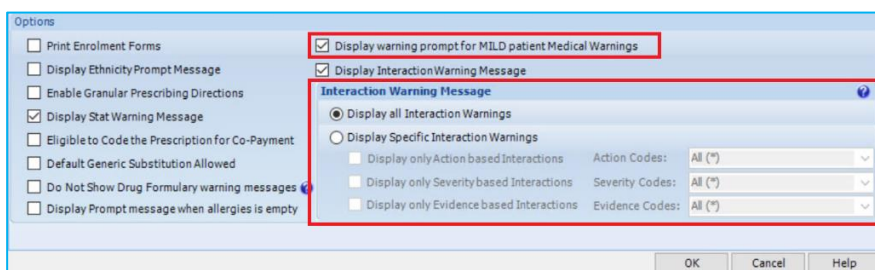 Options
Print Enrolment Forms
Display Ethnicity Prompt Message
Enable Granular Prescribing Directions
Display Stat Warning Message
Eligible to Code the Prescription for Co-Payment
Default Generic Substitution Allowed
Do Not Show Drug Formulary warning messages
Display Prompt message when allergies is empty
Display warning prompt for MILD patient Medical Warnings
Display Interaction Warning Message
Interaction Warning Message
Display all Interaction Warnings
Display Specific Interaction Warnings
Display only Action based Interactions Action Codes: All (*)
Display only Severity based Interactions Severity Codes: All (*)
Display only Evidence based Interactions Evidence Codes: All (*)
OK Cancel Help